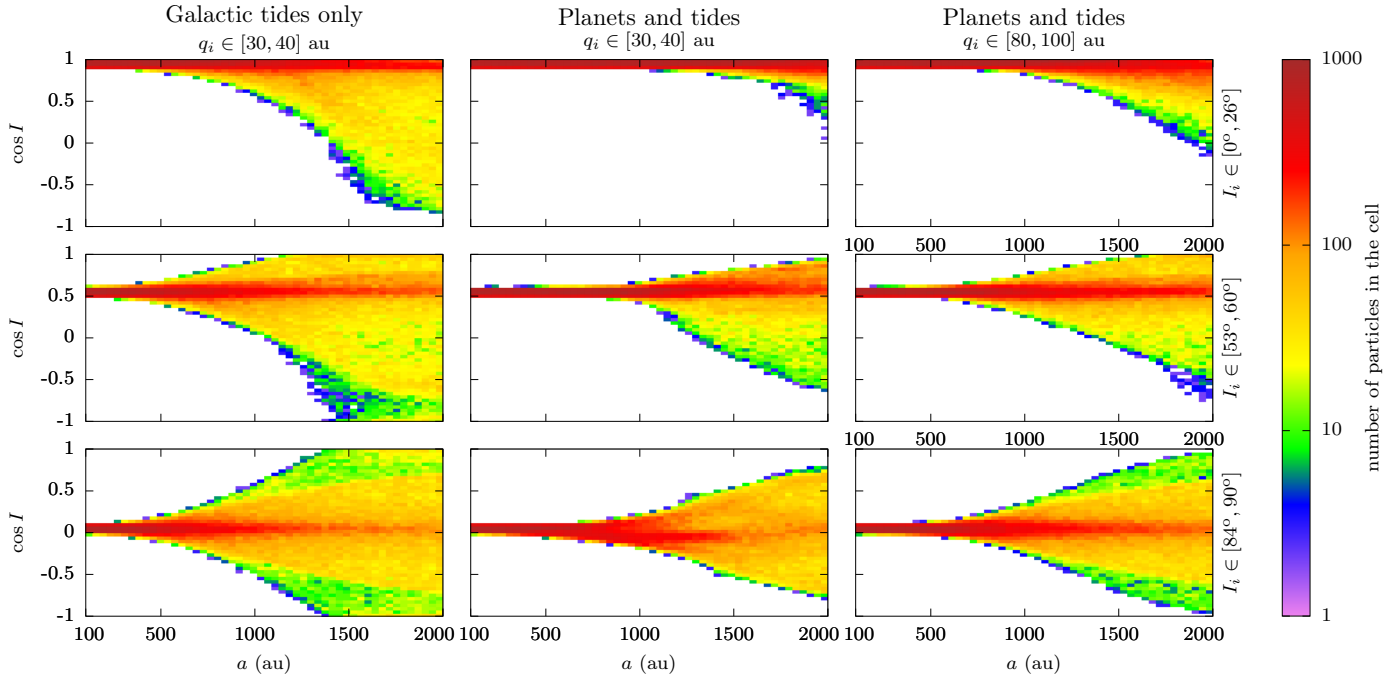 Galactic tides only Planets and tides Planets and tides
q_i ∈ [30, 40] au q_i ∈ [30, 40] au q_i ∈ [80, 100] au
1
0.5
0
-0.5
-1
cos I
I_i ∈ [0°, 26°]
100 500 1000 1500 2000
1
0.5
0
-0.5
-1
cos I
I_i ∈ [53°, 60°]
100 500 1000 1500 2000
1
0.5
0
-0.5
-1
cos I
I_i ∈ [84°, 90°]
100 500 1000 1500 2000 100 500 1000 1500 2000 100 500 1000 1500 2000
a (au) a (au) a (au)
1000
100
10
1
number of particles in the cell